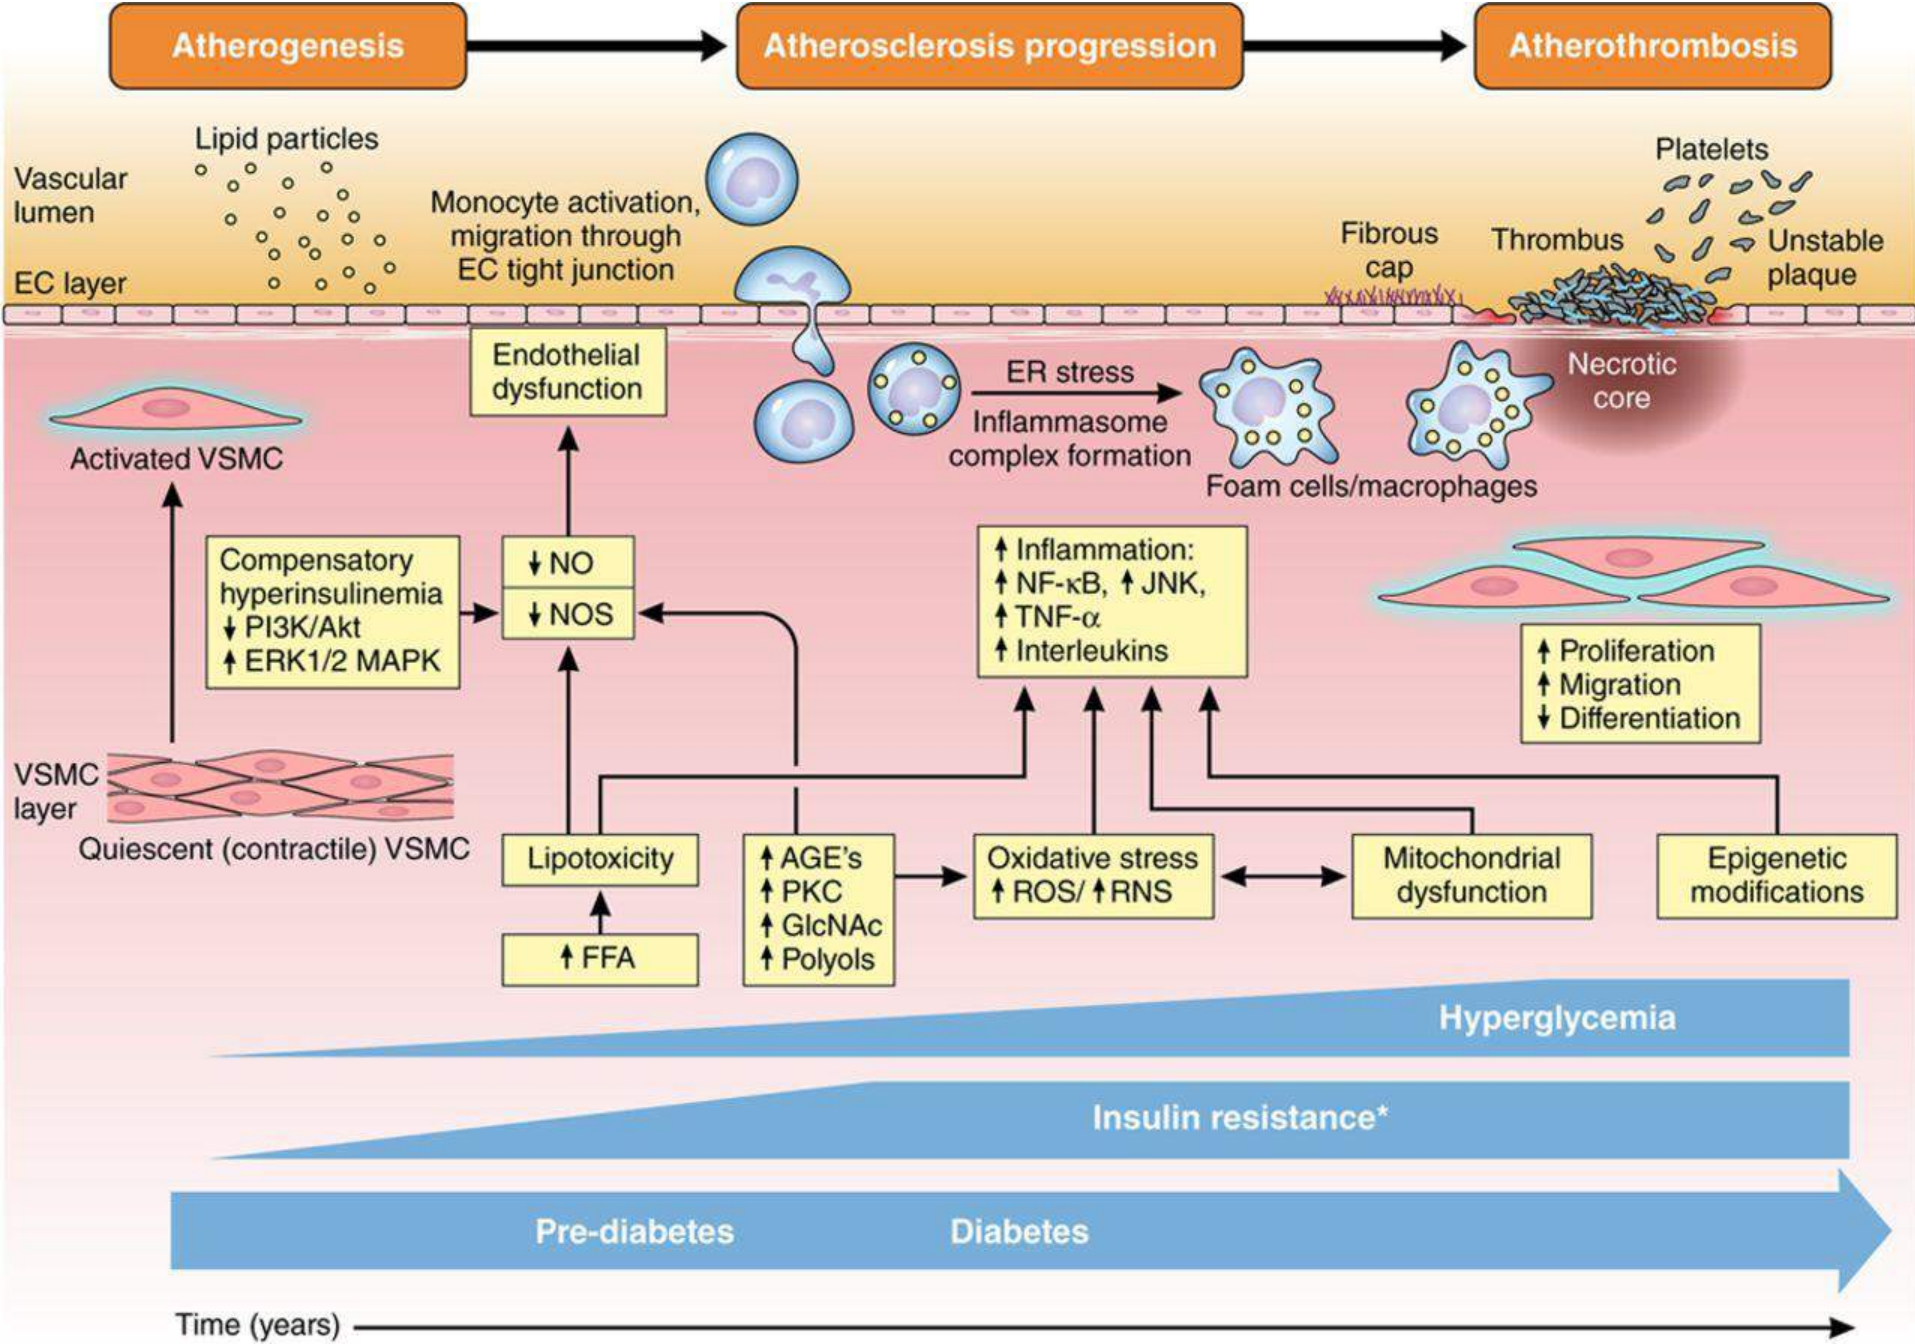 Atherogenesis
Atherosclerosis progression
Atherothrombosis
Lipid particles
Vascular
lumen
EC layer
Monocyte activation,
migration through
EC tight junction
Platelets
Fibrous
cap
Thrombus
Unstable
plaque
Endothelial
dysfunction
ER stress
Inflammasome
complex formation
Foam cells/macrophages
Necrotic
core
Activated VSMC
Compensatory
hyperinsulinemia
↓ PI3K/Akt
↑ ERK1/2 MAPK
↓ NO
↓ NOS
↑ Inflammation:
↑ NF-κB, ↑ JNK,
↑ TNF-α
↑ Interleukins
↑ Proliferation
↑ Migration
↓ Differentiation
VSMC
layer
Quiescent (contractile) VSMC
Lipotoxicity
↑ FFA
↑ AGE's
↑ PKC
↑ GlcNAc
↑ Polyols
Oxidative stress
↑ ROS/ ↑ RNS
Mitochondrial
dysfunction
Epigenetic
modifications
Hyperglycemia
Insulin resistance*
Pre-diabetes
Diabetes
Time (years)